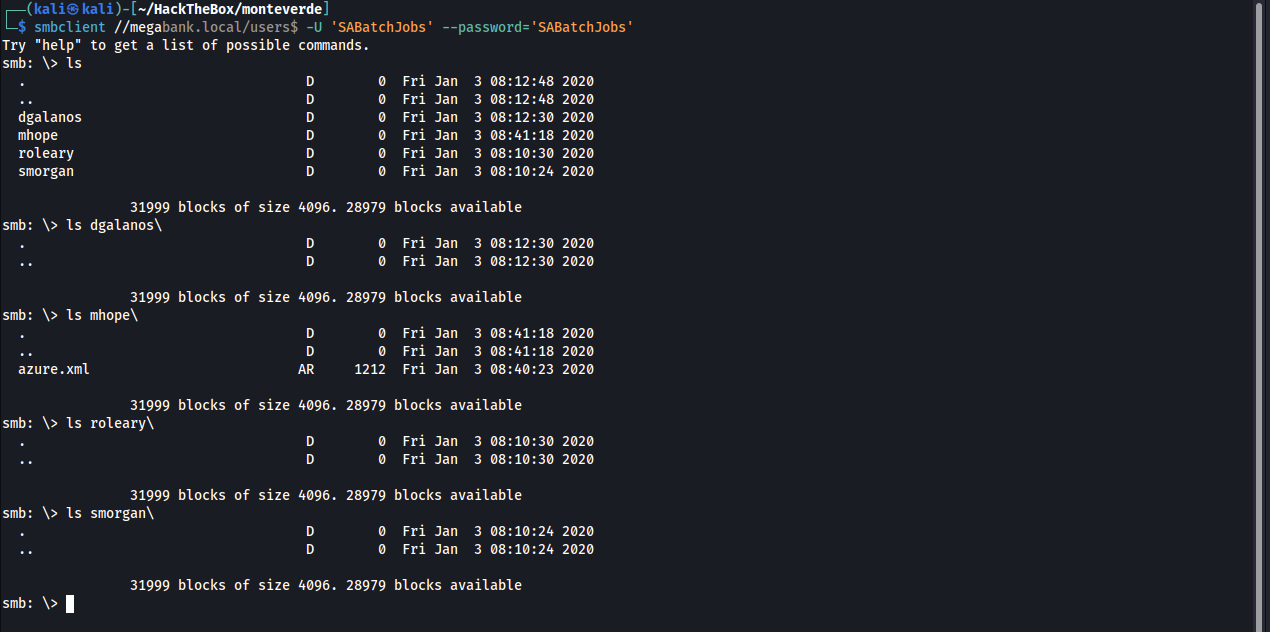 ┌──(kali㉿kali)-[~/HackTheBox/monteverde]
└─$ smbclient //megabank.local/users$ -U 'SABatchJobs' --password='SABatchJobs'
Try "help" to get a list of possible commands.
smb: \> ls
  .                                   D        0  Fri Jan  3 08:12:48 2020
  ..                                  D        0  Fri Jan  3 08:12:48 2020
  dgalanos                            D        0  Fri Jan  3 08:12:30 2020
  mhope                               D        0  Fri Jan  3 08:41:18 2020
  roleary                             D        0  Fri Jan  3 08:10:30 2020
  smorgan                             D        0  Fri Jan  3 08:10:24 2020

                31999 blocks of size 4096. 28979 blocks available
smb: \> ls dgalanos\
  .                                   D        0  Fri Jan  3 08:12:30 2020
  ..                                  D        0  Fri Jan  3 08:12:30 2020

                31999 blocks of size 4096. 28979 blocks available
smb: \> ls mhope\
  .                                   D        0  Fri Jan  3 08:41:18 2020
  ..                                  D        0  Fri Jan  3 08:41:18 2020
  azure.xml                          AR     1212  Fri Jan  3 08:40:23 2020

                31999 blocks of size 4096. 28979 blocks available
smb: \> ls roleary\
  .                                   D        0  Fri Jan  3 08:10:30 2020
  ..                                  D        0  Fri Jan  3 08:10:30 2020

                31999 blocks of size 4096. 28979 blocks available
smb: \> ls smorgan\
  .                                   D        0  Fri Jan  3 08:10:24 2020
  ..                                  D        0  Fri Jan  3 08:10:24 2020

                31999 blocks of size 4096. 28979 blocks available
smb: \>